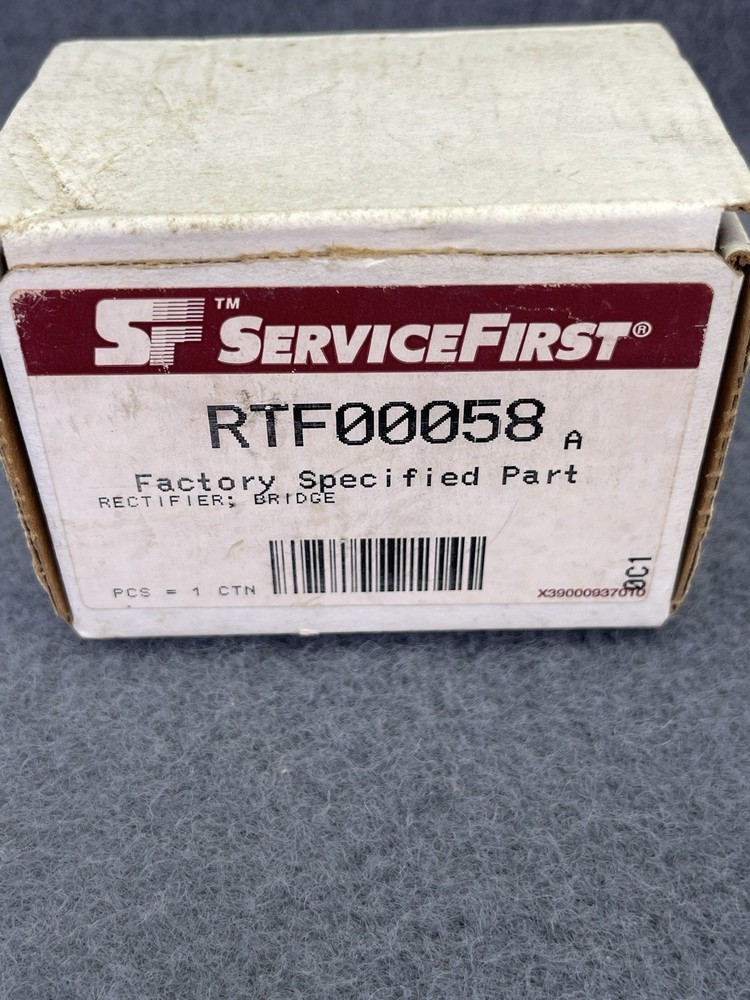 SF™ SERVICEFIRST®
RTF00058 A
Factory Specified Part
RECTIFIER; BRIDGE
PCS = 1 CTN
X39000937010
0C1